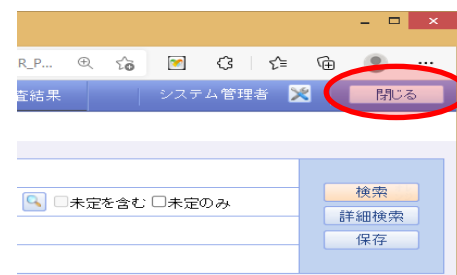 R_P...
査結果 システム管理者 閉じる
未定を含む 未定のみ
検索
詳細検索
保存